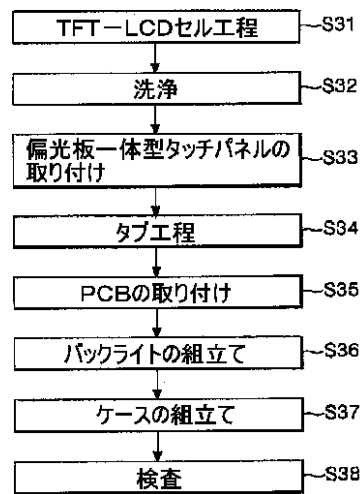 TFT-LCDセル工程
S31
洗浄
S32
偏光板一体型タッチパネルの
取り付け
S33
タブ工程
S34
PCBの取り付け
S35
バックライトの組立て
S36
ケースの組立て
S37
検査
S38